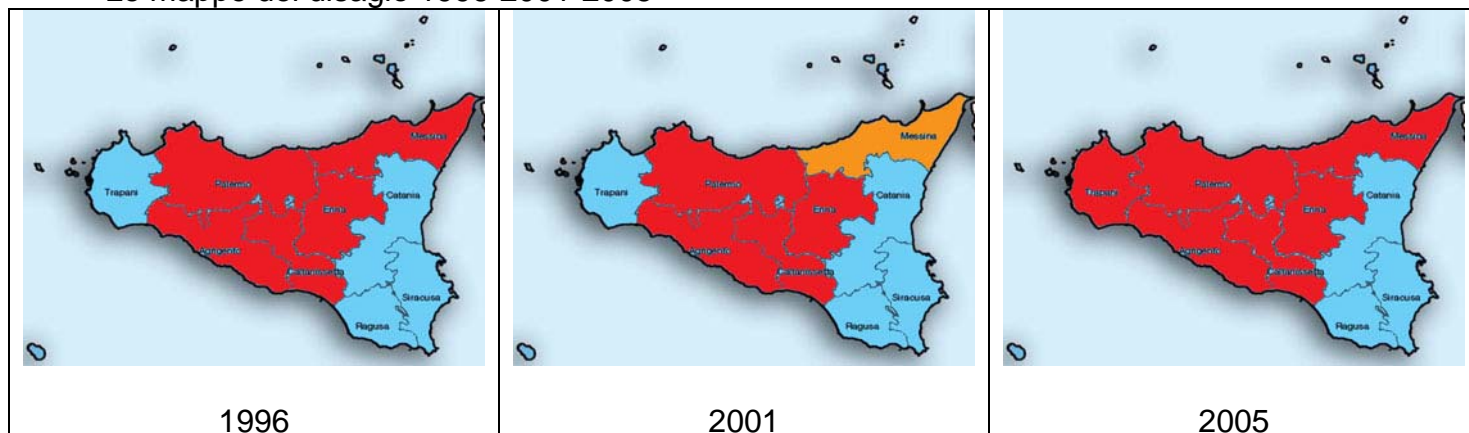 Messina
Trapani
Palermo
Catania
Enna
Agrigento
Caltanissetta
Siracusa
Ragusa
1996
Messina
Trapani
Palermo
Catania
Enna
Agrigento
Caltanissetta
Siracusa
Ragusa
2001
Messina
Trapani
Palermo
Catania
Enna
Agrigento
Caltanissetta
Siracusa
Ragusa
2005